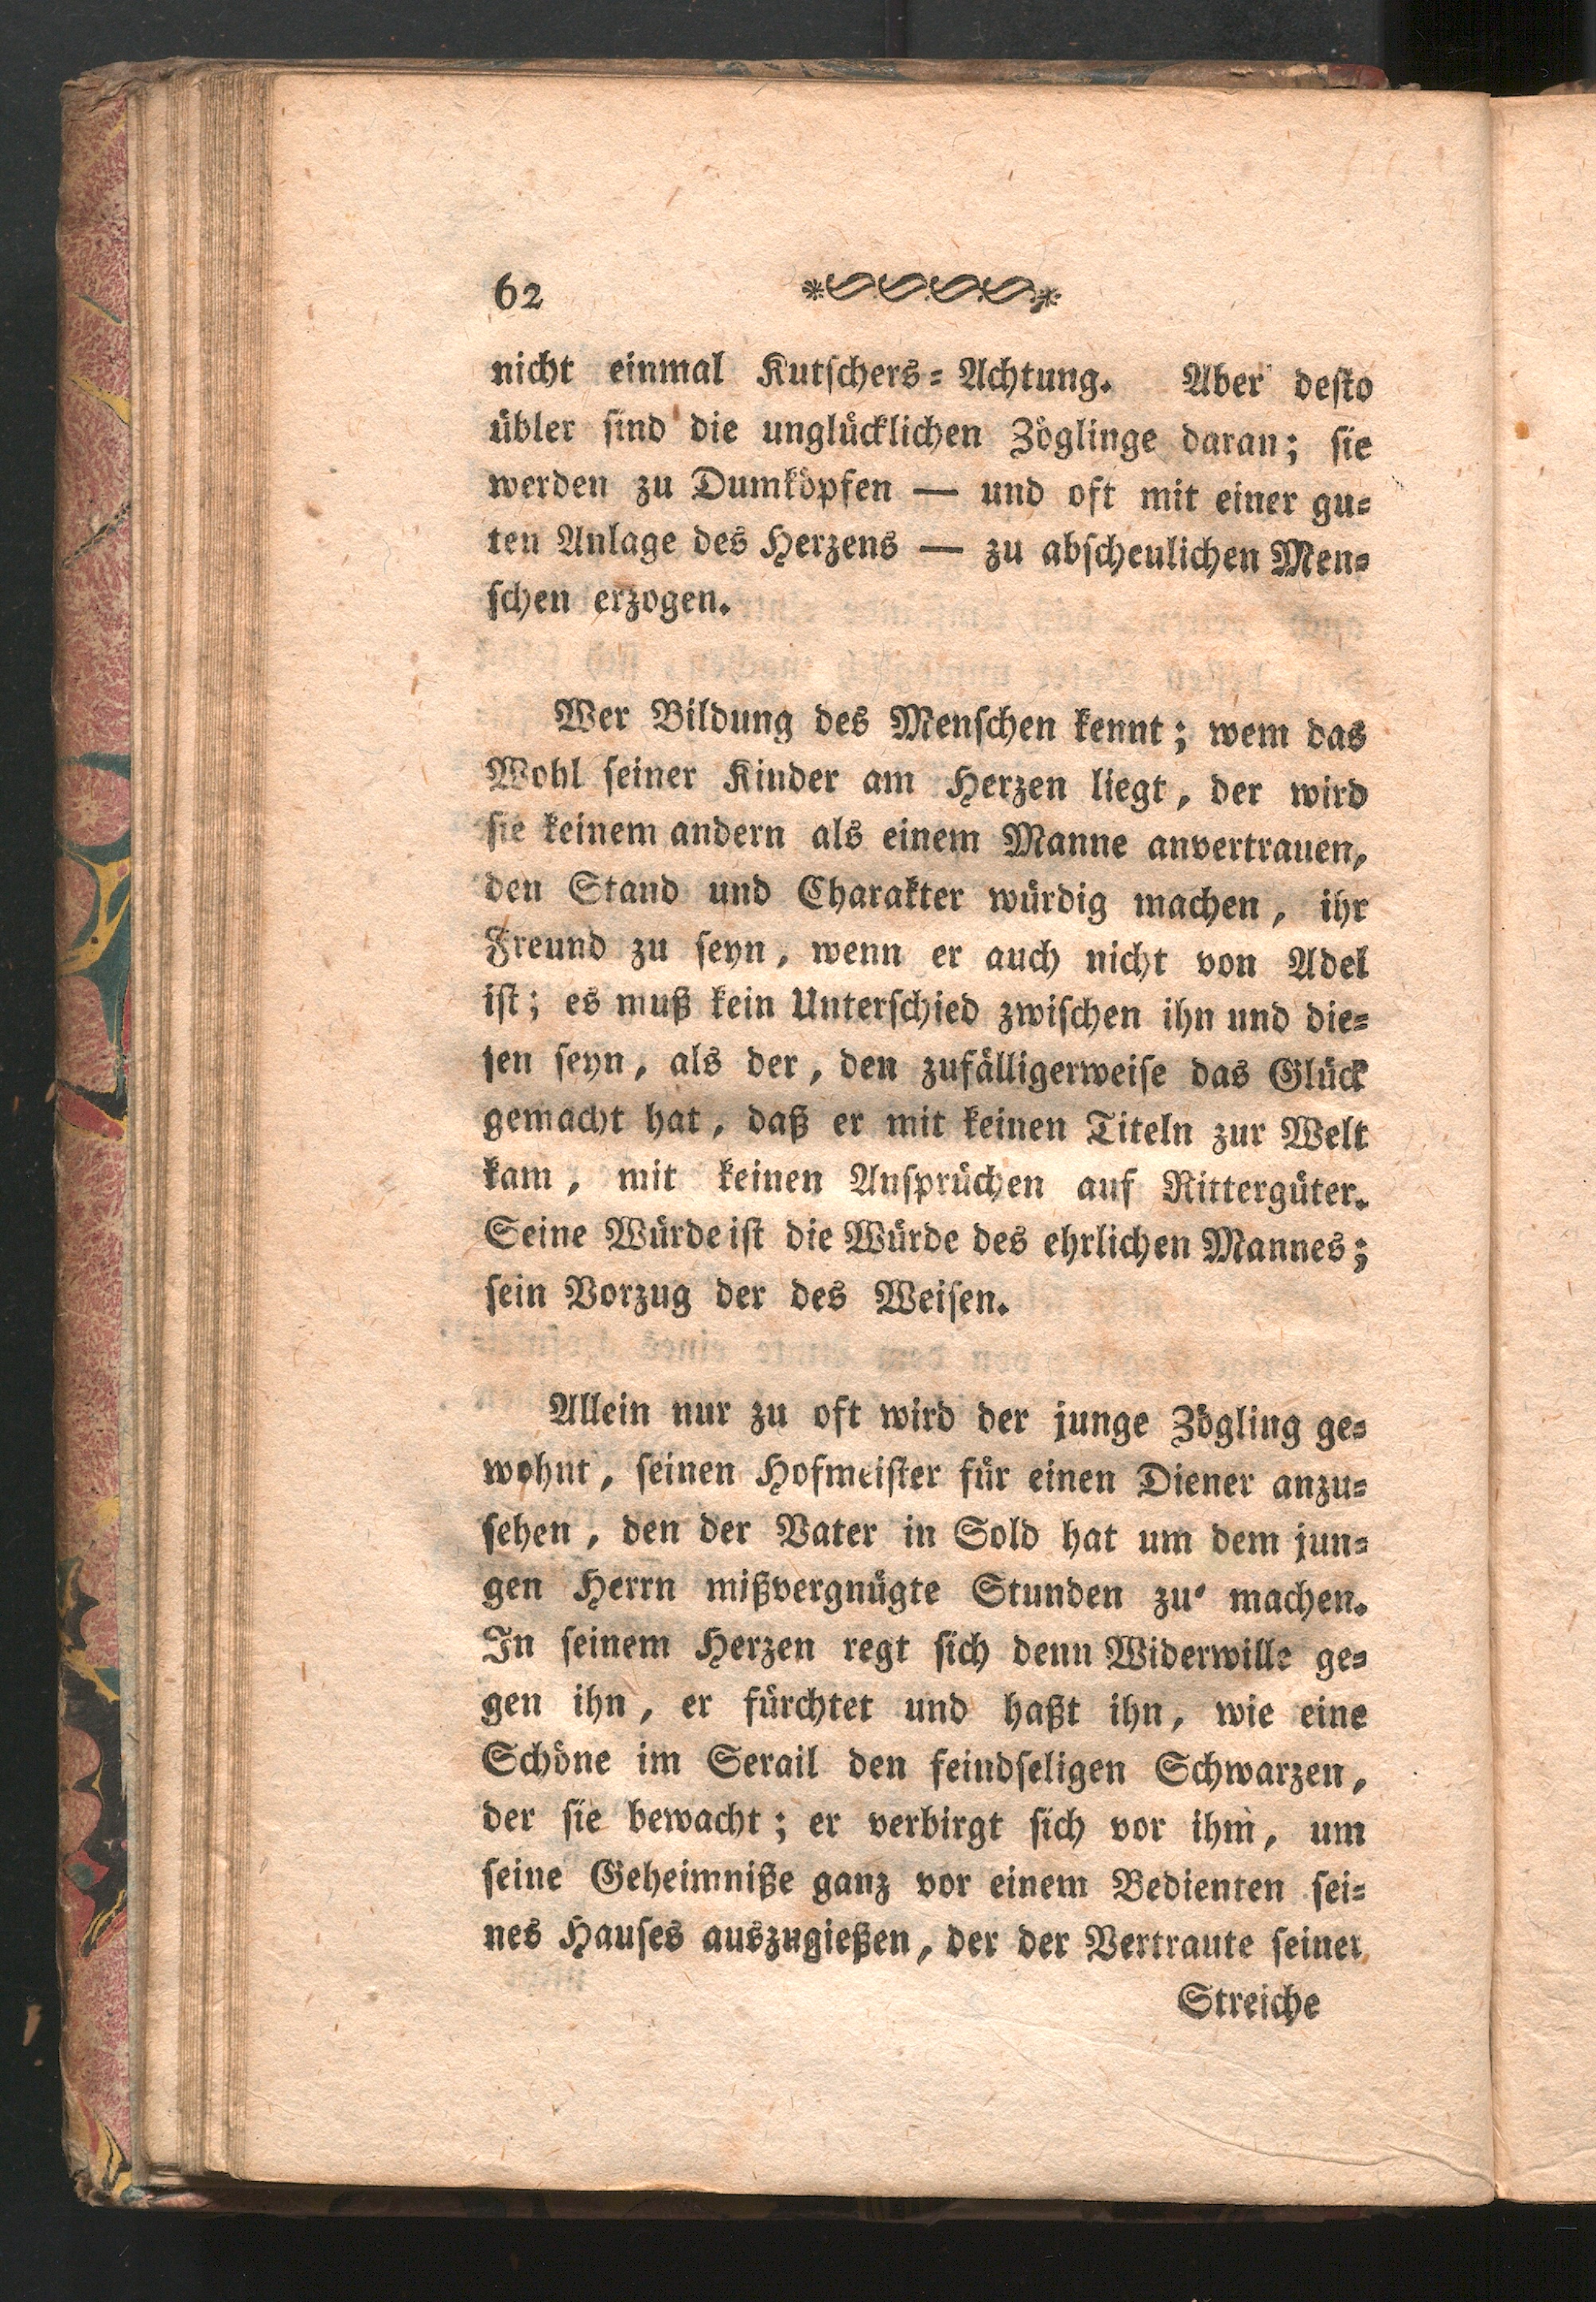 62
nicht einmal Kutſchers⸗Achtung. Aber deſto
übler ſind die unglücklichen Zöglinge daran; ſie
werden zu Dumköpfen — und oft mit einer gu⸗
ten Anlage des Herzens — zu abſcheulichen Men⸗
ſchen erzogen.
Wer Bildung des Menſchen kennt; wem das
Wohl ſeiner Kinder am Herzen liegt, der wird
ſie keinem andern als einem Manne anvertrauen,
den Stand und Charakter würdig machen, ihr
Freund zu ſeyn, wenn er auch nicht von Adel
iſt; es muß kein Unterſchied zwiſchen ihn und die⸗
ſen ſeyn, als der, den zufälligerweiſe das Glück
gemacht hat, daß er mit keinen Titeln zur Welt
kam, mit keinen Anſprüchen auf Rittergüter.
Seine Würde iſt die Würde des ehrlichen Mannes;
ſein Vorzug der des Weiſen.
Allein nur zu oft wird der junge Zögling ge⸗
wohnt, ſeinen Hofmeiſter für einen Diener anzu⸗
ſehen, den der Vater in Sold hat um dem jun⸗
gen Herrn mißvergnügte Stunden zu machen.
In ſeinem Herzen regt ſich denn Widerwille ge⸗
gen ihn, er fürchtet und haßt ihn, wie eine
Schöne im Serail den feindſeligen Schwarzen,
der ſie bewacht; er verbirgt ſich vor ihm, um
ſeine Geheimniße ganz vor einem Bedienten ſei⸗
nes Hauſes auszugießen, der der Vertraute ſeiner
Streiche